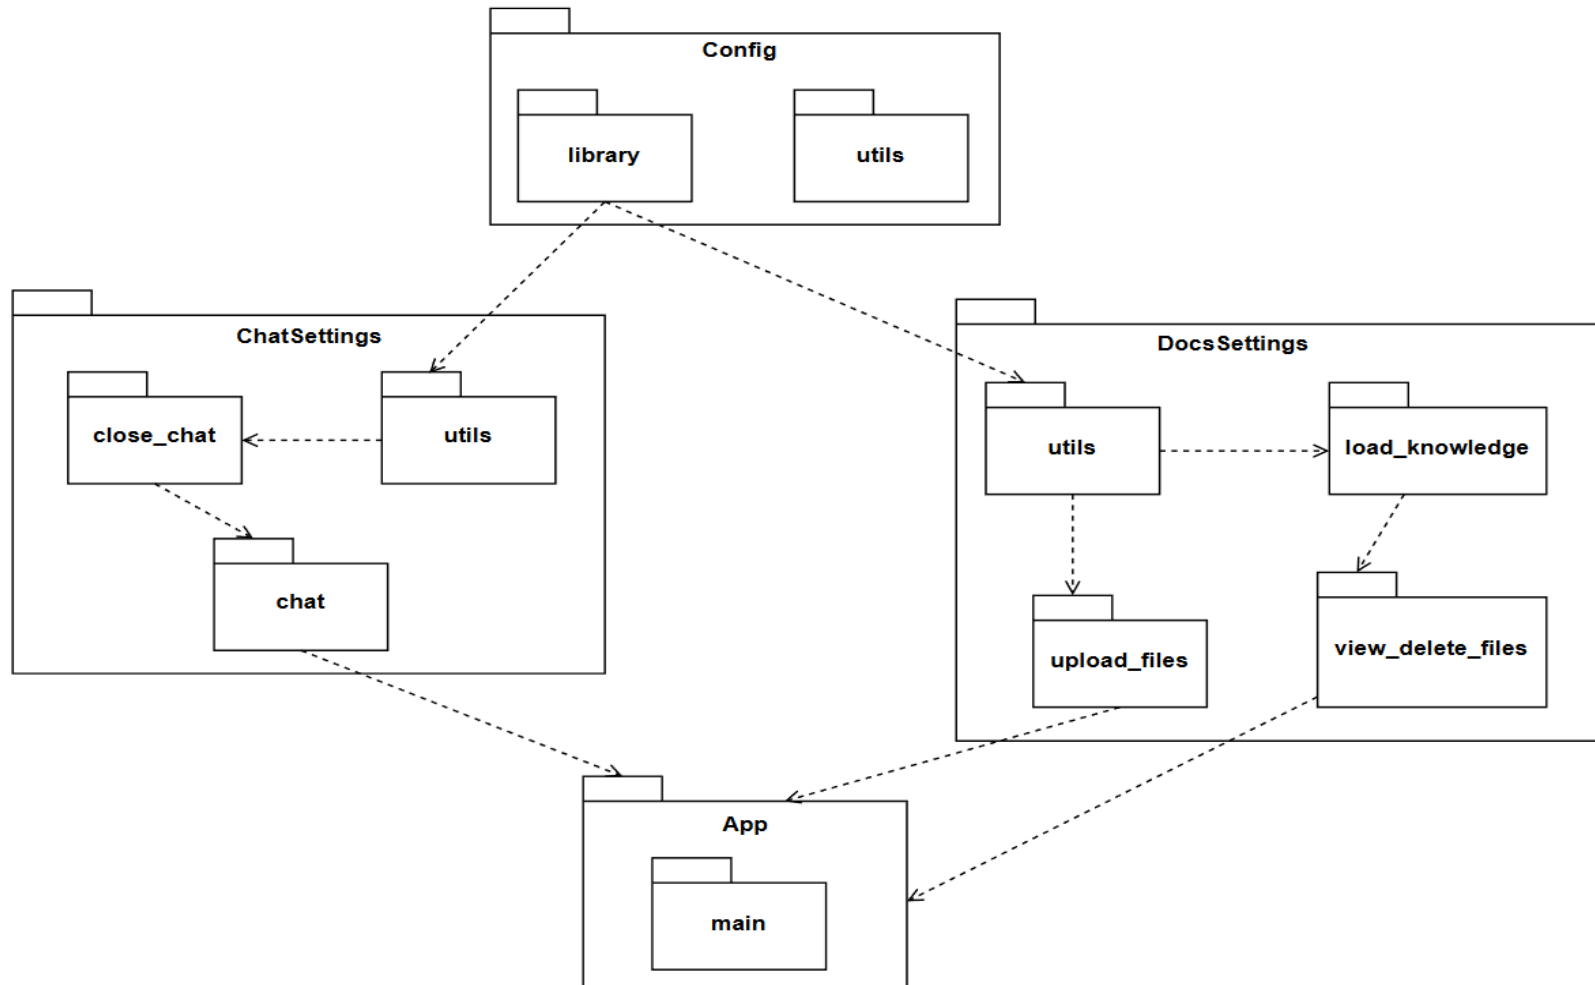 Config
library
utils
ChatSettings
close_chat
utils
chat
DocsSettings
utils
load_knowledge
upload_files
view_delete_files
App
main